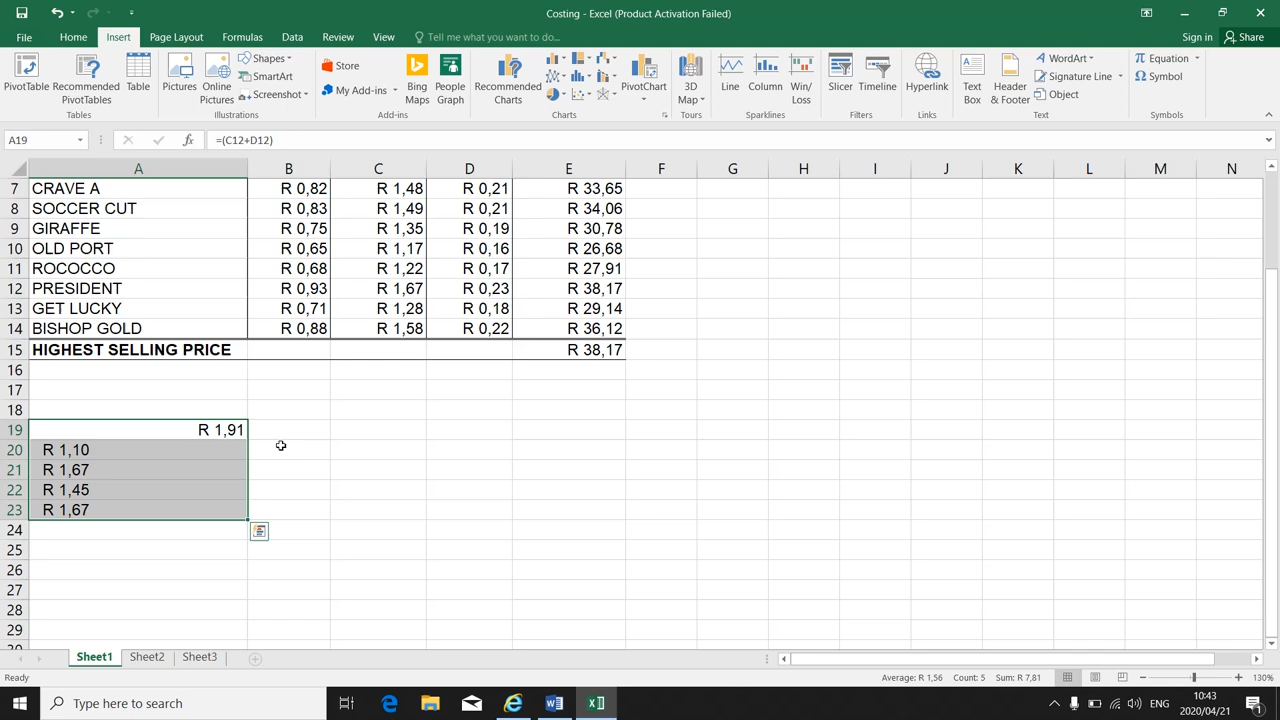 Costing - Excel (Product Activation Failed)
File Home Insert Page Layout Formulas Data Review View Tell me what you want to do... Sign in Share
PivotTable Recommended PivotTables Table Pictures Online Pictures Shapes SmartArt Screenshot Store My Add-ins Bing Maps People Graph Recommended Charts PivotChart 3D Map Line Column Win/Loss Slicer Timeline Hyperlink Text Box Header & Footer WordArt Signature Line Object Equation Symbol
Tables Illustrations Add-ins Charts Tours Sparklines Filters Links Text Symbols
A19 fx =(C12+D12)
A B C D E F G H I J K L M N
7 CRAVE A R 0,82 R 1,48 R 0,21 R 33,65
8 SOCCER CUT R 0,83 R 1,49 R 0,21 R 34,06
9 GIRAFFE R 0,75 R 1,35 R 0,19 R 30,78
10 OLD PORT R 0,65 R 1,17 R 0,16 R 26,68
11 ROCOCCO R 0,68 R 1,22 R 0,17 R 27,91
12 PRESIDENT R 0,93 R 1,67 R 0,23 R 38,17
13 GET LUCKY R 0,71 R 1,28 R 0,18 R 29,14
14 BISHOP GOLD R 0,88 R 1,58 R 0,22 R 36,12
15 HIGHEST SELLING PRICE R 38,17
16
17
18
19 R 1,91
20 R 1,10
21 R 1,67
22 R 1,45
23 R 1,67
24
25
26
27
28
29
Sheet1 Sheet2 Sheet3
Ready Average: R 1,56 Count: 5 Sum: R 7,81 130%
Type here to search ENG 10:43
2020/04/21